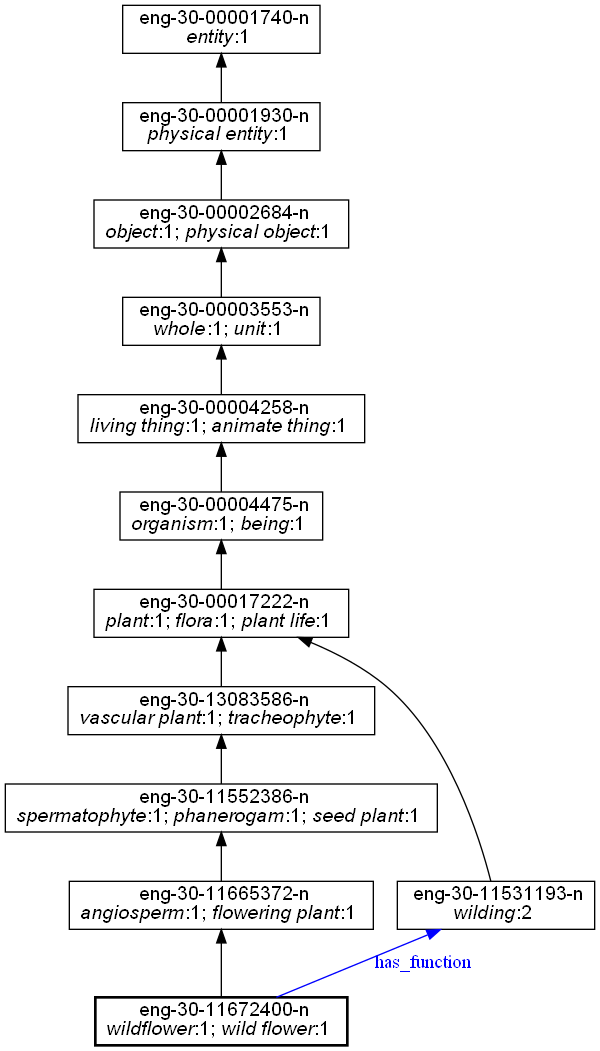 eng-30-00001740-n
entity:1
eng-30-00001930-n
physical entity:1
eng-30-00002684-n
object:1; physical object:1
eng-30-00003553-n
whole:1; unit:1
eng-30-00004258-n
living thing:1; animate thing:1
eng-30-00004475-n
organism:1; being:1
eng-30-00017222-n
plant:1; flora:1; plant life:1
eng-30-13083586-n
vascular plant:1; tracheophyte:1
eng-30-11552386-n
spermatophyte:1; phanerogam:1; seed plant:1
eng-30-11665372-n
angiosperm:1; flowering plant:1
eng-30-11531193-n
wilding:2
has_function
eng-30-11672400-n
wildflower:1; wild flower:1